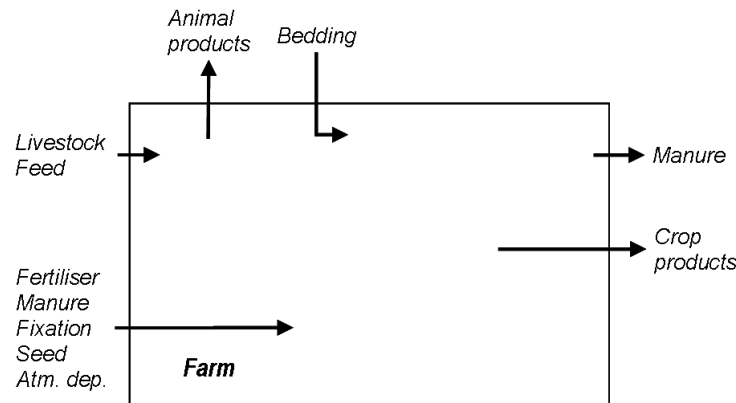 Animal
products
Bedding
Livestock
Feed
Manure
Crop
products
Fertiliser
Manure
Fixation
Seed
Atm. dep.
Farm